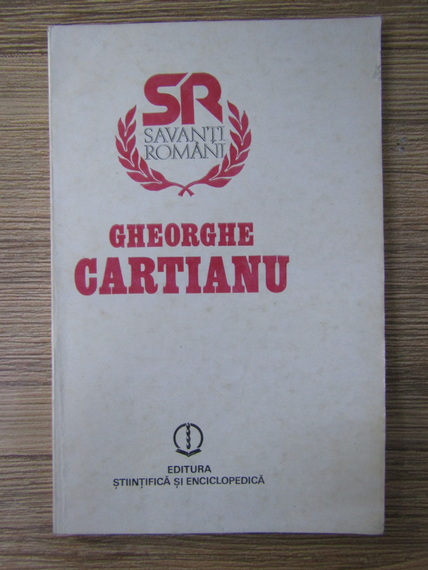 SR
SAVANȚI
ROMÂNI
GHEORGHE
CARTIANU
EDITURA
ȘTIINȚIFICĂ ȘI ENCICLOPEDICĂ